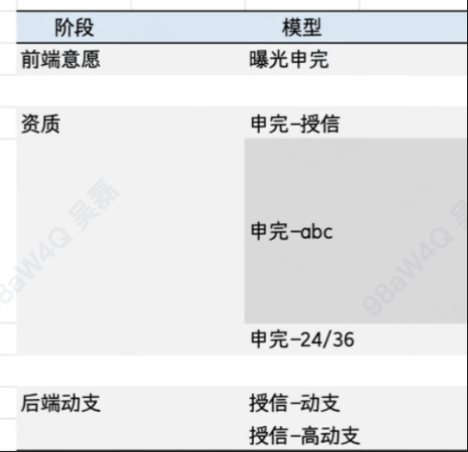 阶段 模型
前端意愿 曝光申完
资质 申完-授信
申完-abc
申完-24/36
后端动支 授信-动支
授信-高动支
98aW4Q 吴磊
98aW4Q 吴磊